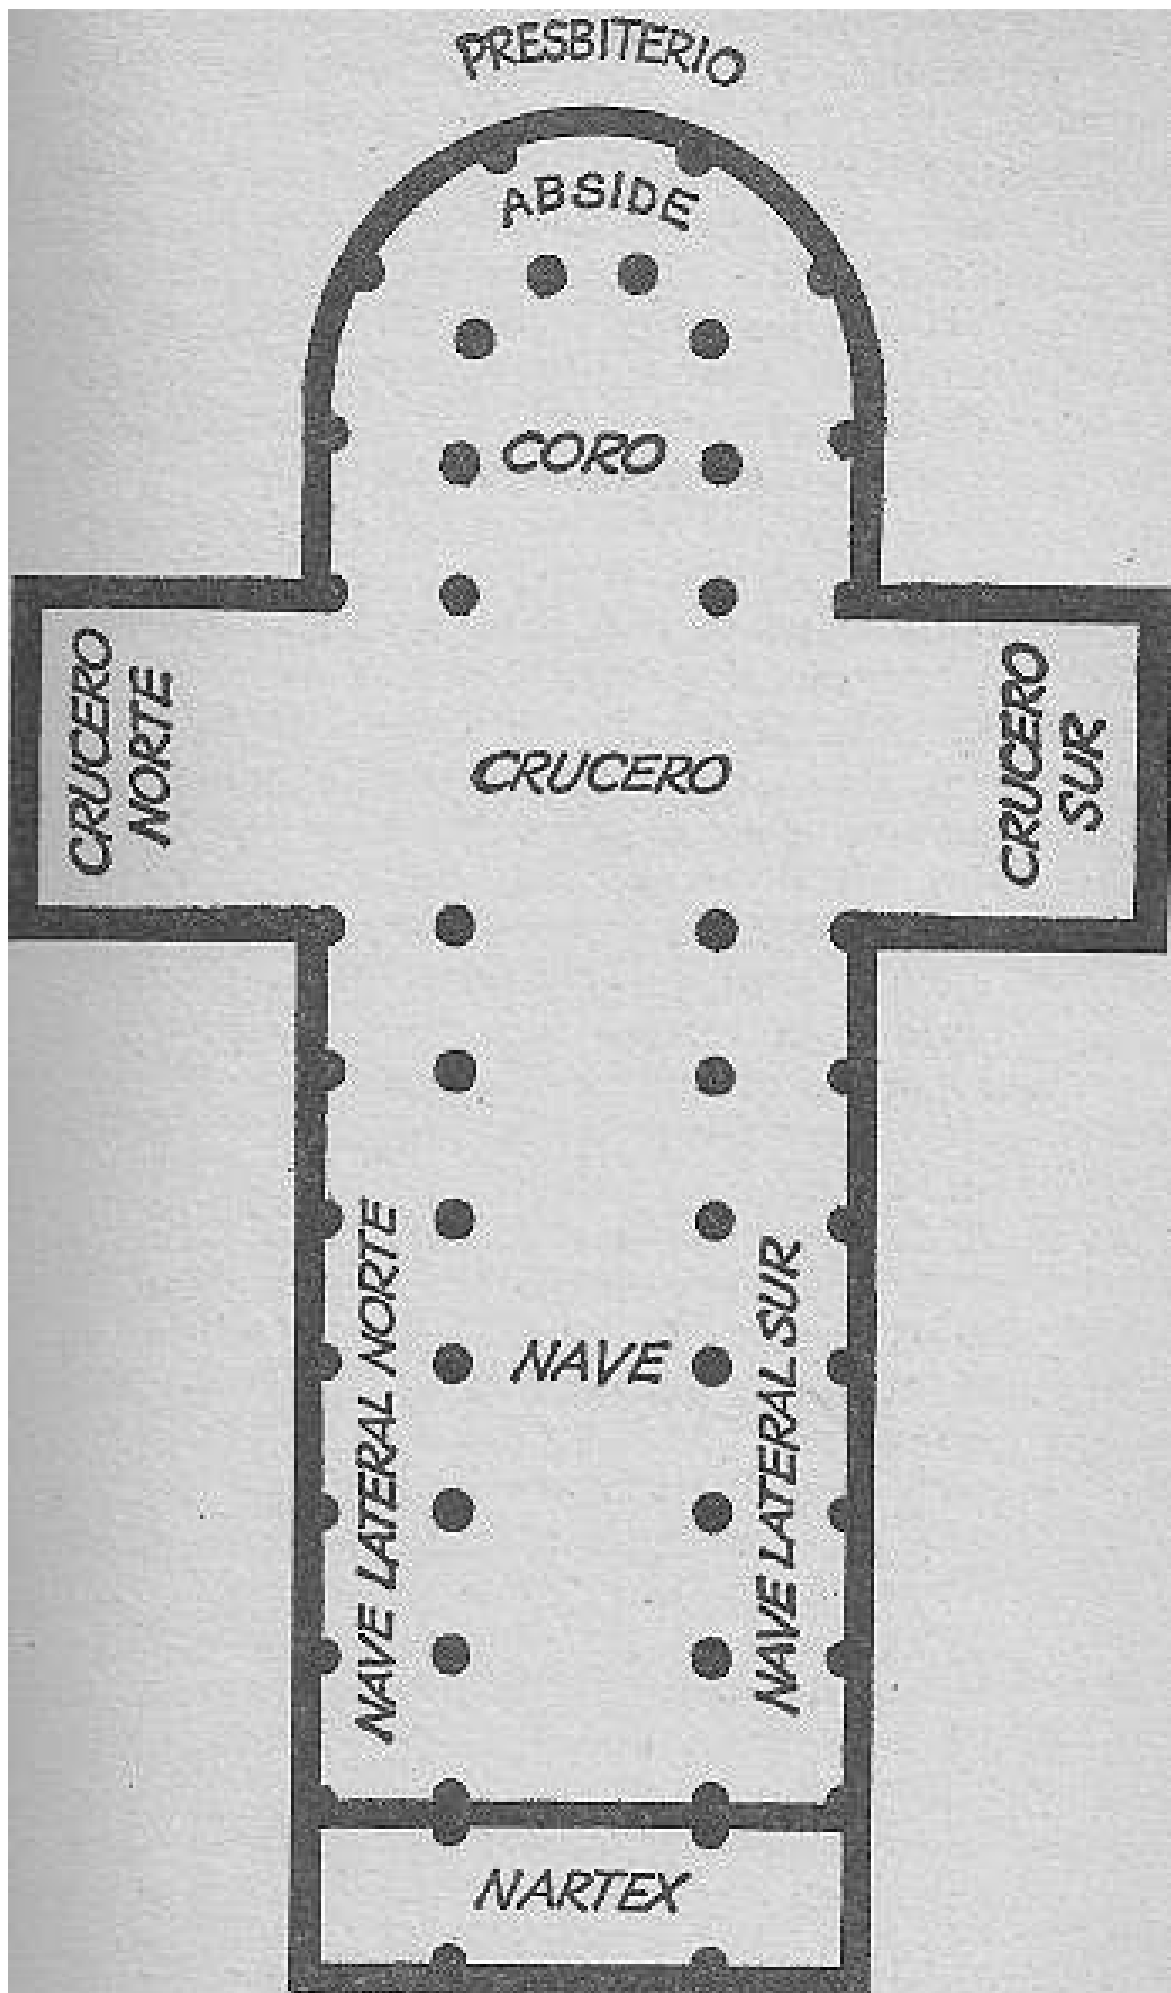 PRESBITERIO
ABSIDE
CORO
CRUCERO
NORTE
CRUCERO
CRUCERO
SUR
NAVE LATERAL NORTE
NAVE
NAVE LATERAL SUR
NARTEX